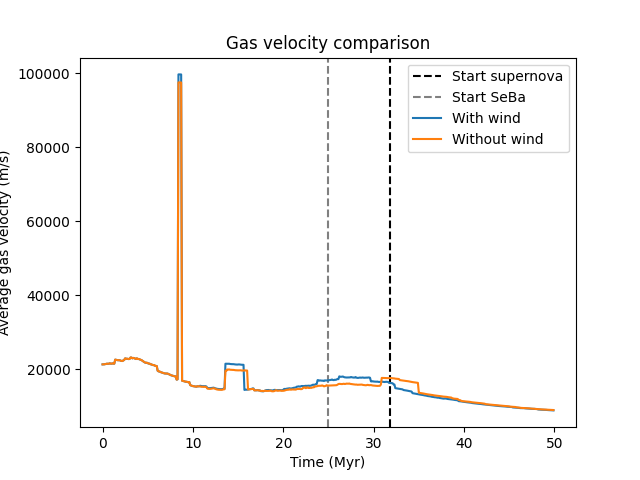 Gas velocity comparison
100000
80000
60000
40000
20000
Average gas velocity (m/s)
Start supernova
Start SeBa
With wind
Without wind
0
10
20
30
40
50
Time (Myr)